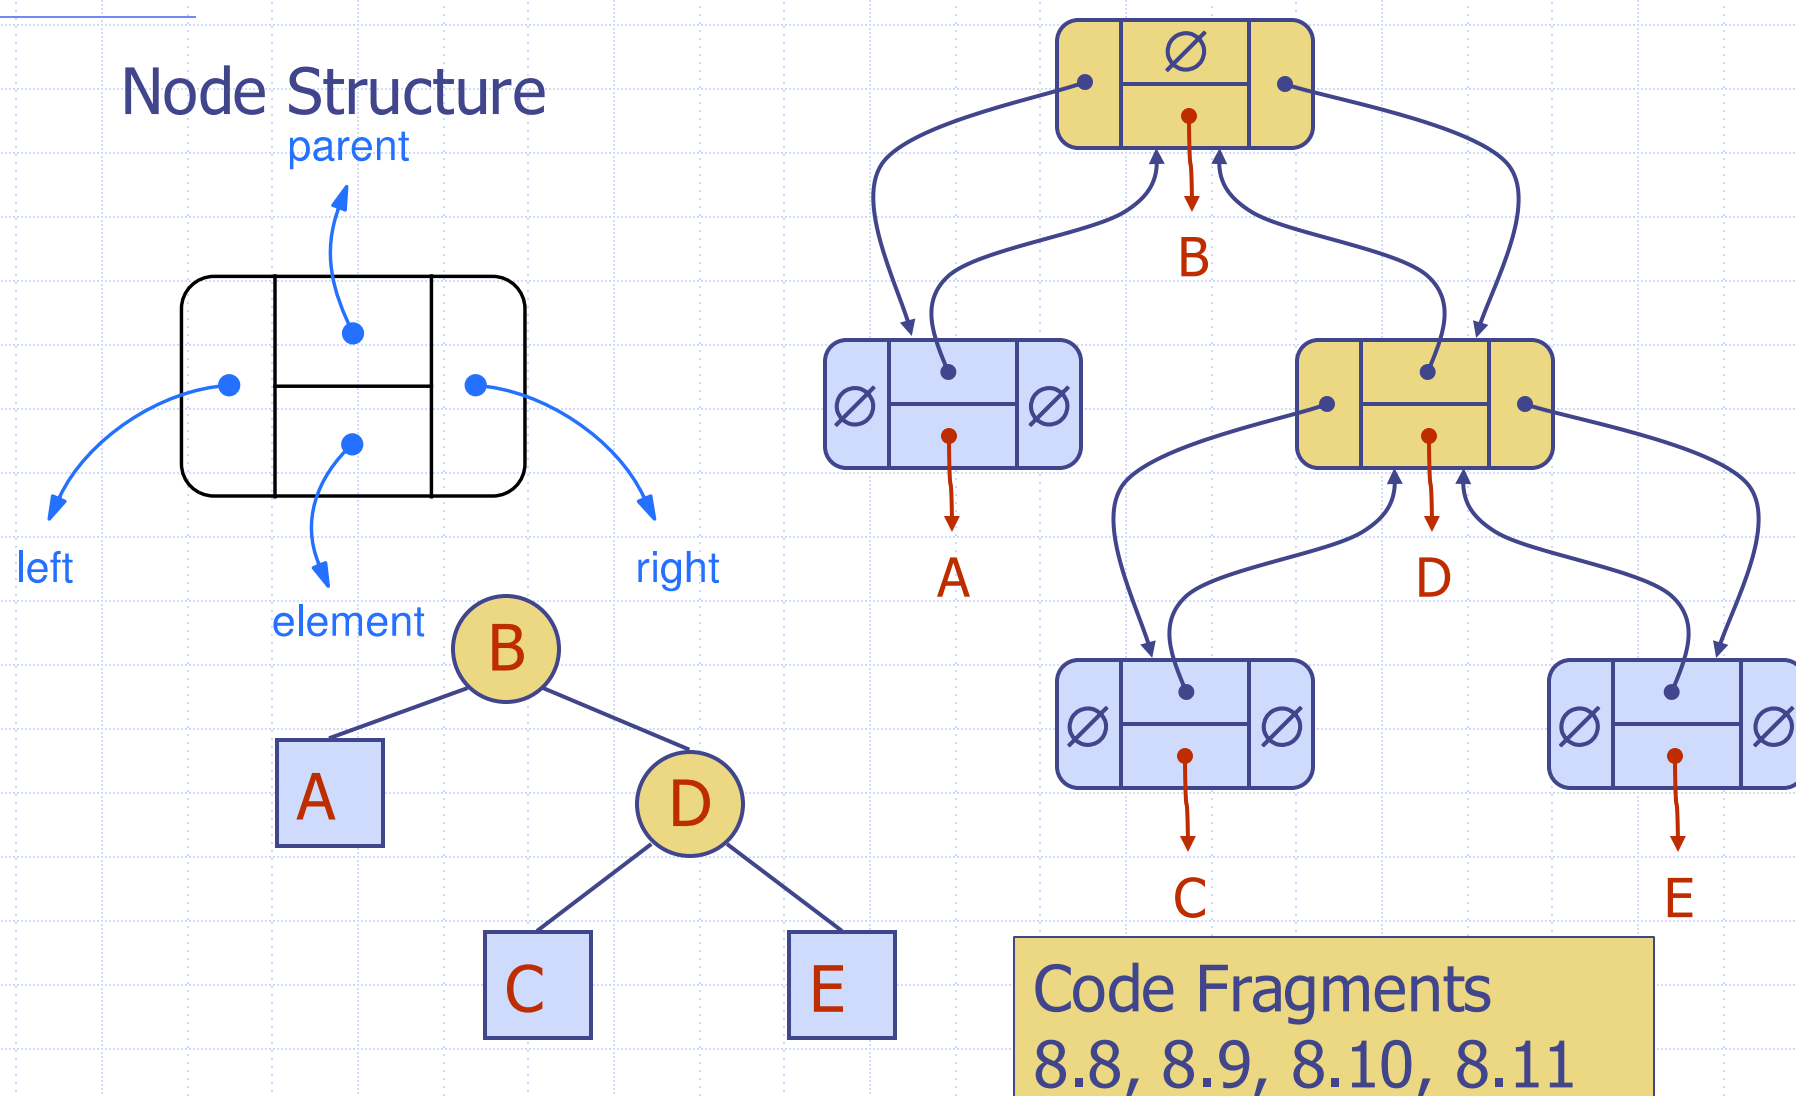 Node Structure
parent
left
right
element
B
A
D
C
E
∅
B
∅
∅
A
D
∅
∅
∅
∅
C
E
Code Fragments
8.8, 8.9, 8.10, 8.11